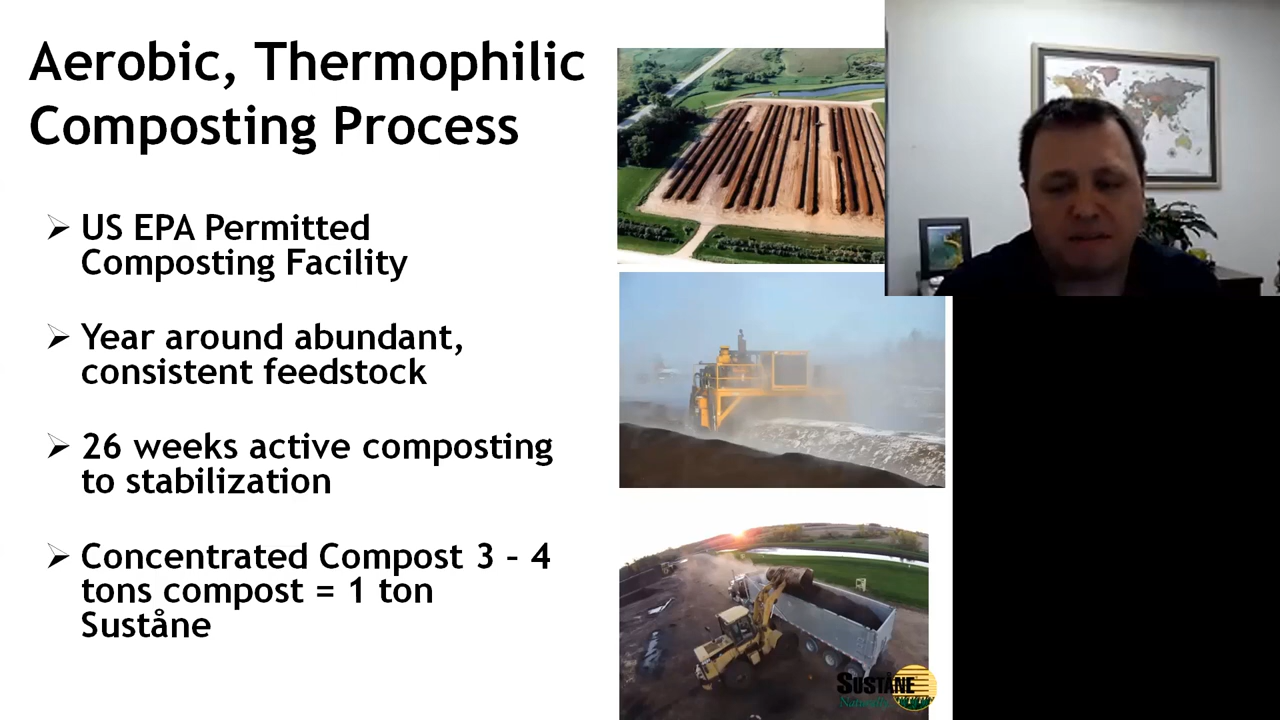 Aerobic, Thermophilic
Composting Process
US EPA Permitted
Composting Facility
Year around abundant,
consistent feedstock
26 weeks active composting
to stabilization
Concentrated Compost 3 – 4
tons compost = 1 ton
Suståne
SUSTÅNE